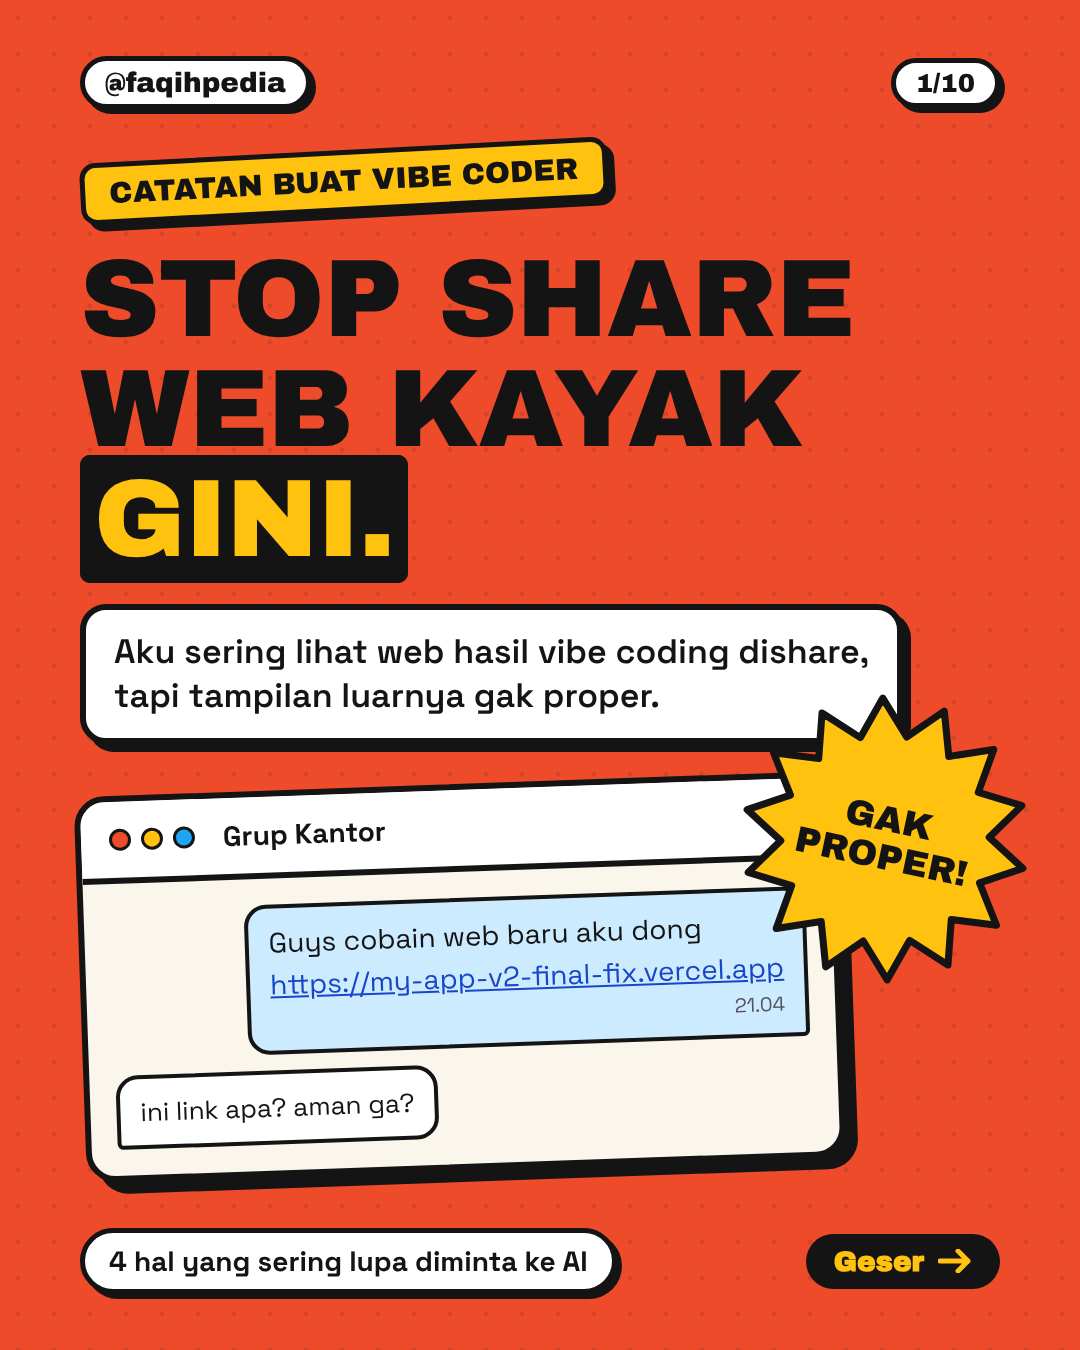 @faqihpedia
1/10
CATATAN BUAT VIBE CODER
STOP SHARE
WEB KAYAK
GINI.
Aku sering lihat web hasil vibe coding dishare,
tapi tampilan luarnya gak proper.
GAK
PROPER!
Grup Kantor
Guys cobain web baru aku dong
https://my-app-v2-final-fix.vercel.app
21.04
ini link apa? aman ga?
4 hal yang sering lupa diminta ke AI
Geser →